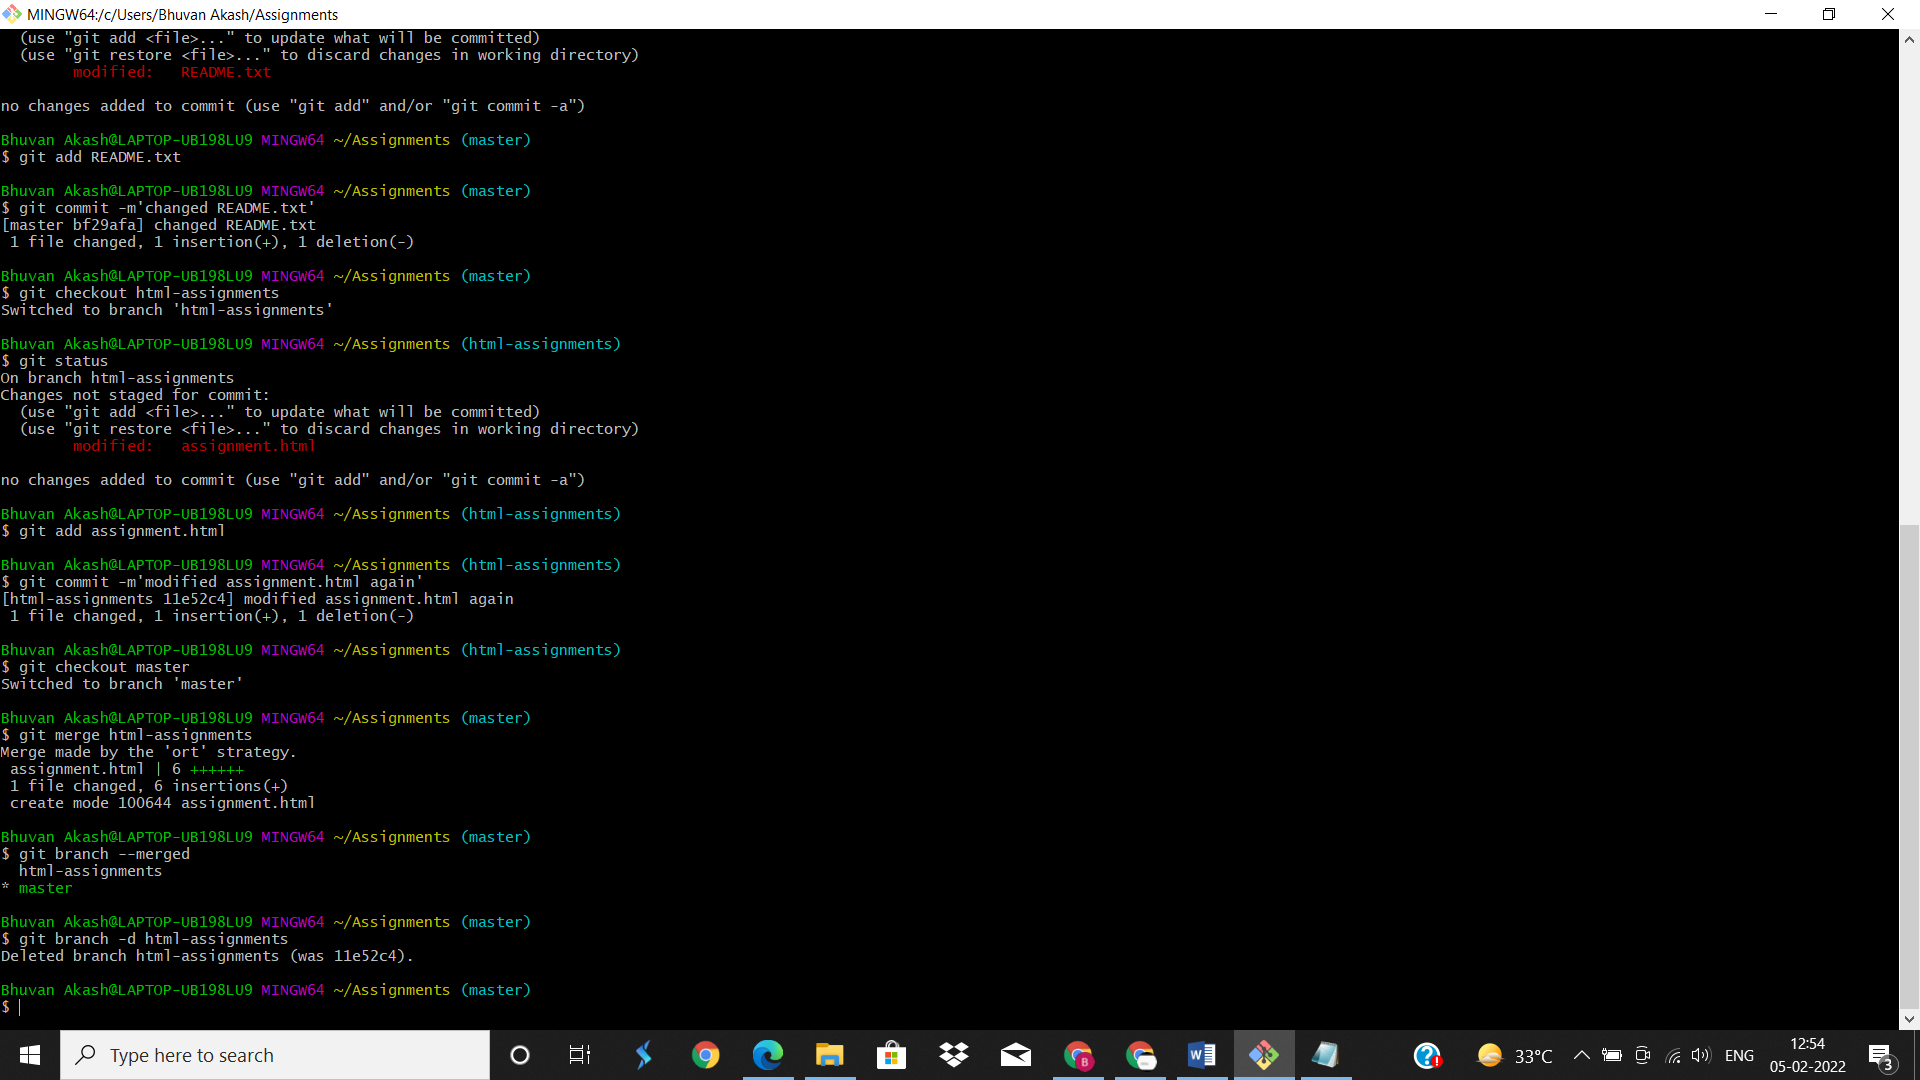 MINGW64:/c/Users/Bhuvan Akash/Assignments
(use "git add <file>..." to update what will be committed)
(use "git restore <file>..." to discard changes in working directory)
modified:   README.txt
no changes added to commit (use "git add" and/or "git commit -a")
Bhuvan Akash@LAPTOP-UB198LU9 MINGW64 ~/Assignments (master)
$ git add README.txt
Bhuvan Akash@LAPTOP-UB198LU9 MINGW64 ~/Assignments (master)
$ git commit -m'changed README.txt'
[master bf29afa] changed README.txt
1 file changed, 1 insertion(+), 1 deletion(-)
Bhuvan Akash@LAPTOP-UB198LU9 MINGW64 ~/Assignments (master)
$ git checkout html-assignments
Switched to branch 'html-assignments'
Bhuvan Akash@LAPTOP-UB198LU9 MINGW64 ~/Assignments (html-assignments)
$ git status
On branch html-assignments
Changes not staged for commit:
(use "git add <file>..." to update what will be committed)
(use "git restore <file>..." to discard changes in working directory)
modified:   assignment.html
no changes added to commit (use "git add" and/or "git commit -a")
Bhuvan Akash@LAPTOP-UB198LU9 MINGW64 ~/Assignments (html-assignments)
$ git add assignment.html
Bhuvan Akash@LAPTOP-UB198LU9 MINGW64 ~/Assignments (html-assignments)
$ git commit -m'modified assignment.html again'
[html-assignments 11e52c4] modified assignment.html again
1 file changed, 1 insertion(+), 1 deletion(-)
Bhuvan Akash@LAPTOP-UB198LU9 MINGW64 ~/Assignments (html-assignments)
$ git checkout master
Switched to branch 'master'
Bhuvan Akash@LAPTOP-UB198LU9 MINGW64 ~/Assignments (master)
$ git merge html-assignments
Merge made by the 'ort' strategy.
assignment.html | 6 ++++++
1 file changed, 6 insertions(+)
create mode 100644 assignment.html
Bhuvan Akash@LAPTOP-UB198LU9 MINGW64 ~/Assignments (master)
$ git branch --merged
html-assignments
* master
Bhuvan Akash@LAPTOP-UB198LU9 MINGW64 ~/Assignments (master)
$ git branch -d html-assignments
Deleted branch html-assignments (was 11e52c4).
Bhuvan Akash@LAPTOP-UB198LU9 MINGW64 ~/Assignments (master)
$
Type here to search
33°C
ENG
12:54
05-02-2022
3